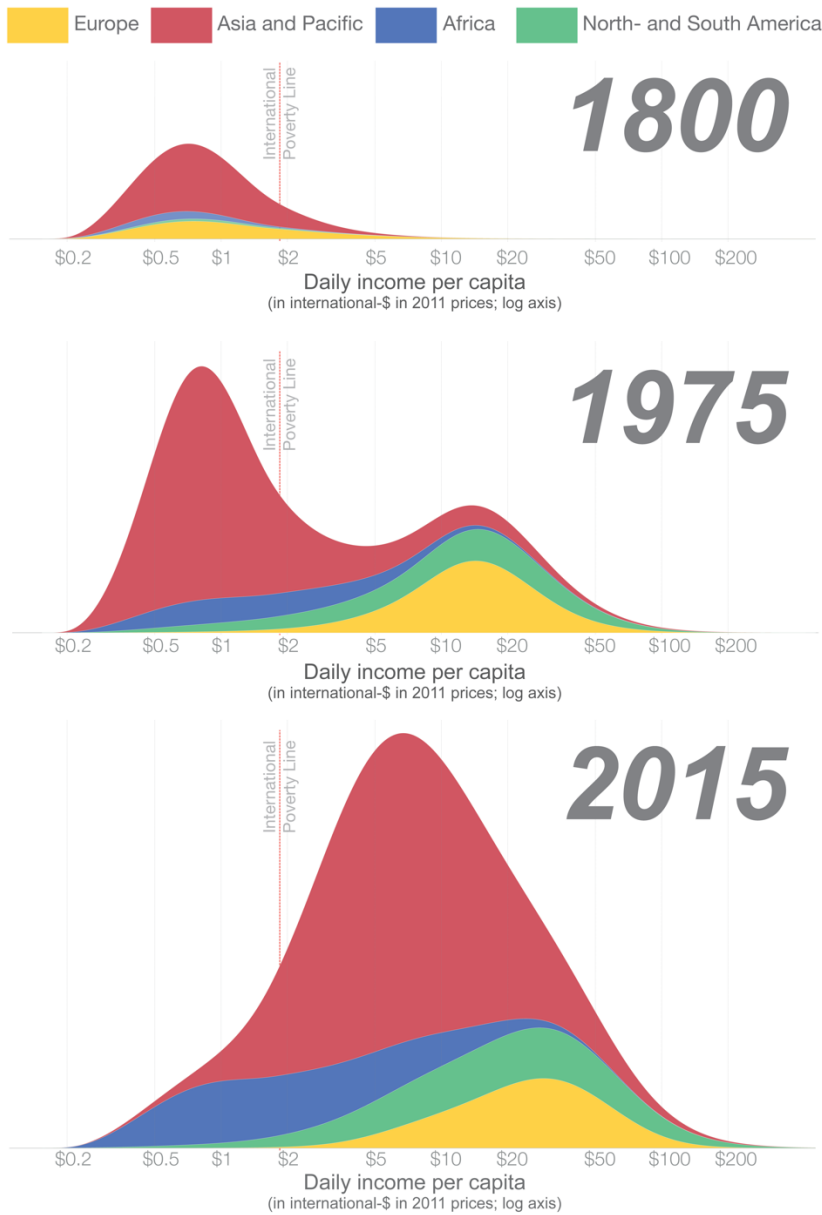 Europe Asia and Pacific Africa North- and South America
International
Poverty Line
1800
$0.2 $0.5 $1 $2 $5 $10 $20 $50 $100 $200
Daily income per capita
(in international-$ in 2011 prices; log axis)
International
Poverty Line
1975
$0.2 $0.5 $1 $2 $5 $10 $20 $50 $100 $200
Daily income per capita
(in international-$ in 2011 prices; log axis)
International
Poverty Line
2015
$0.2 $0.5 $1 $2 $5 $10 $20 $50 $100 $200
Daily income per capita
(in international-$ in 2011 prices; log axis)